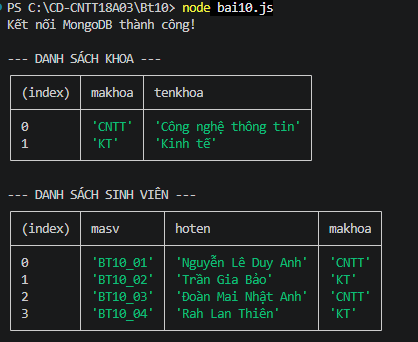 PS C:\CD-CNTT18A03\Bt10> node bai10.js
Kết nối MongoDB thành công!
--- DANH SÁCH KHOA ---
(index) makhoa tenkhoa
0 'CNTT' 'Công nghệ thông tin'
1 'KT' 'Kinh tế'
--- DANH SÁCH SINH VIÊN ---
(index) masv hoten makhoa
0 'BT10_01' 'Nguyễn Lê Duy Anh' 'CNTT'
1 'BT10_02' 'Trần Gia Bảo' 'KT'
2 'BT10_03' 'Đoàn Mai Nhật Anh' 'CNTT'
3 'BT10_04' 'Rah Lan Thiên' 'KT'